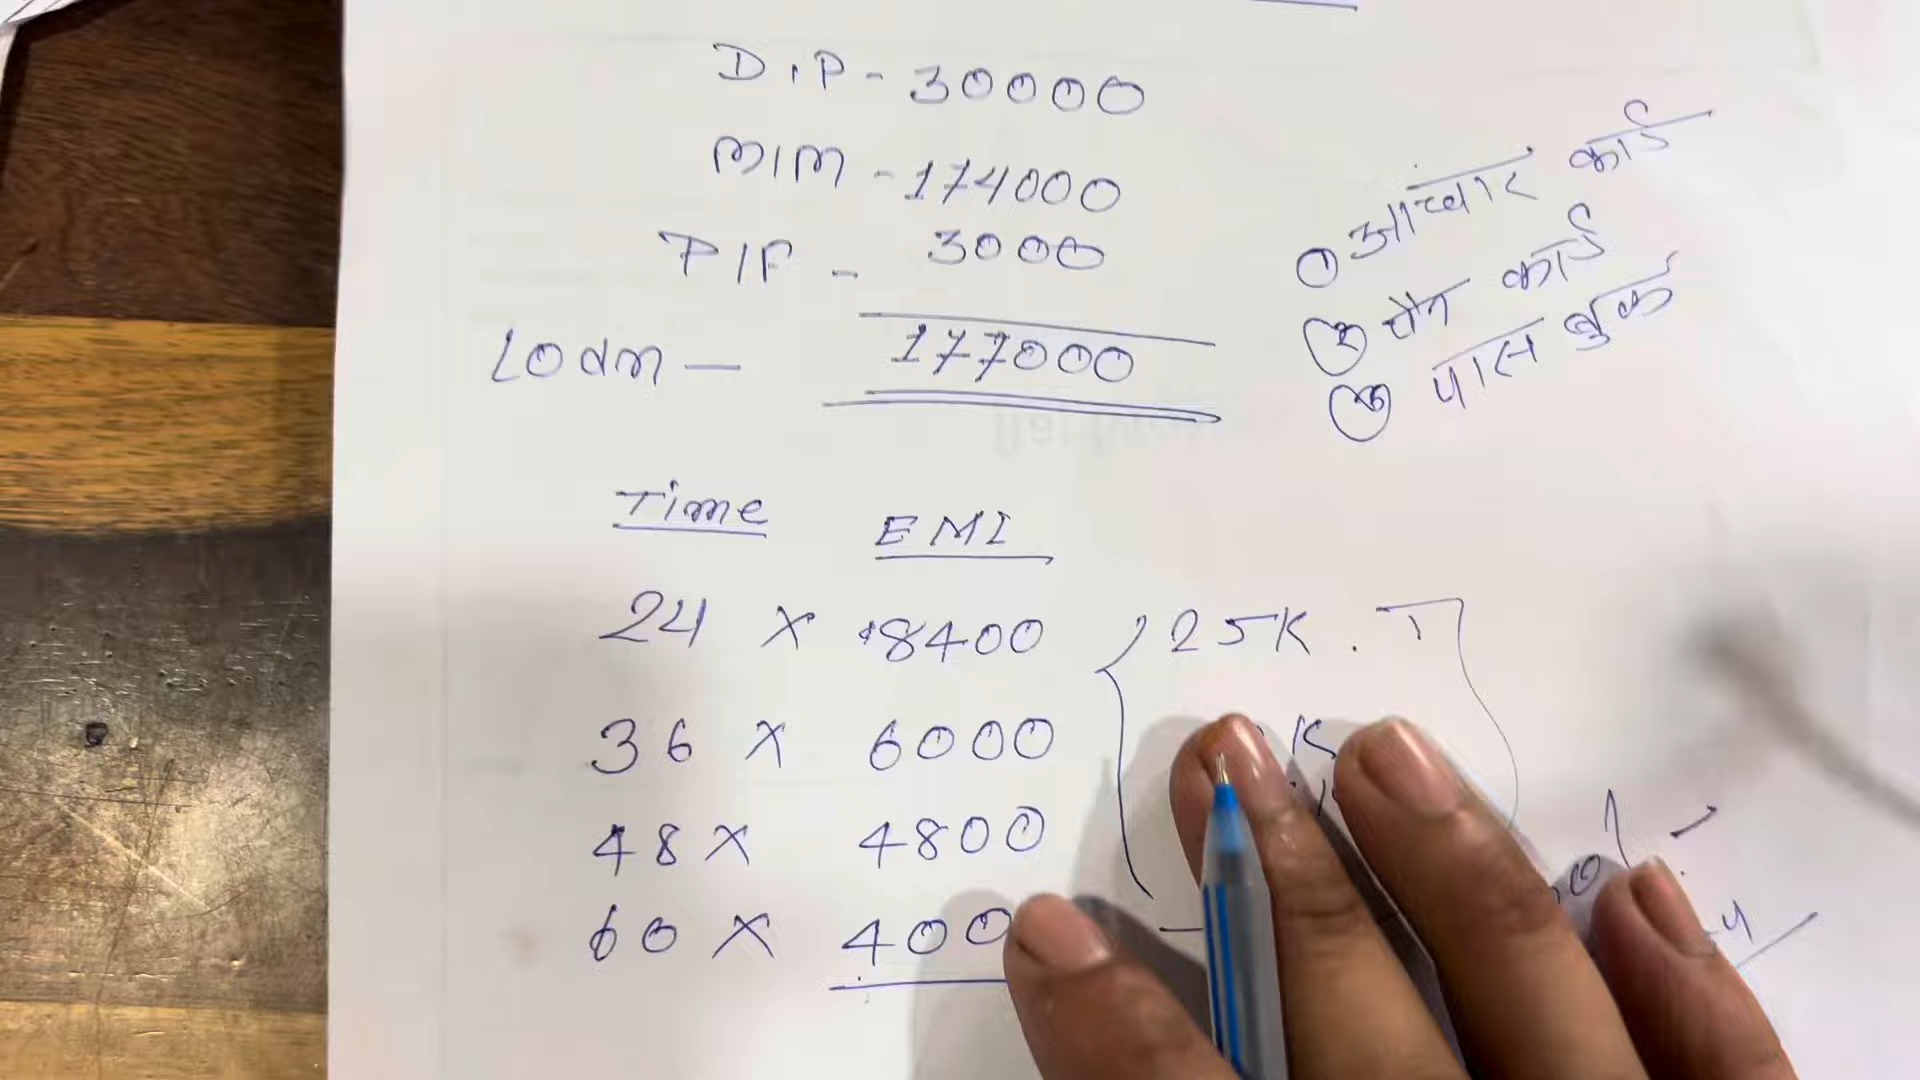 D.P - 30000
M/M - 174000
P/F - 3000
Loan - 177000
① आधार कार्ड
② पैन कार्ड
③ पास बुक
Time EMI
24 X 8400
36 X 6000
48 X 4800
60 X 400
25K.
K